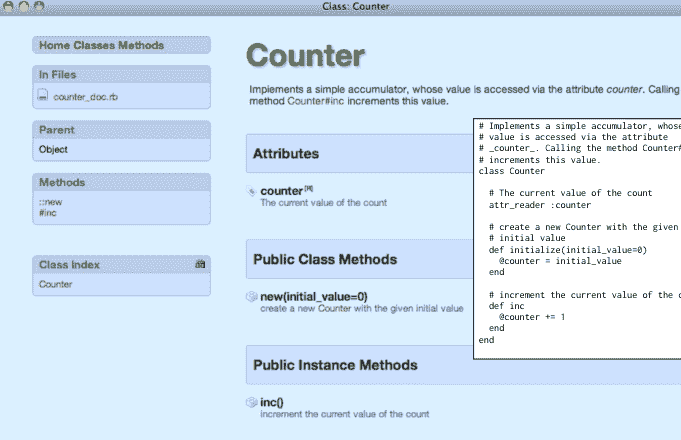 Class: Counter
Home Classes Methods
In Files
counter_doc.rb
Parent
Object
Methods
::new
#inc
Class Index
Counter
Counter
Implements a simple accumulator, whose value is accessed via the attribute counter. Calling
method Counter#inc increments this value.
Attributes
counter [R]
The current value of the count
Public Class Methods
new(initial_value=0)
create a new Counter with the given initial value
Public Instance Methods
inc()
increment the current value of the count
# Implements a simple accumulator, whose
# value is accessed via the attribute
# _counter_. Calling the method Counter#
# increments this value.
class Counter
# The current value of the count
attr_reader :counter
# create a new Counter with the given
# initial value
def initialize(initial_value=0)
@counter = initial_value
end
# increment the current value of the c
def inc
@counter += 1
end
end